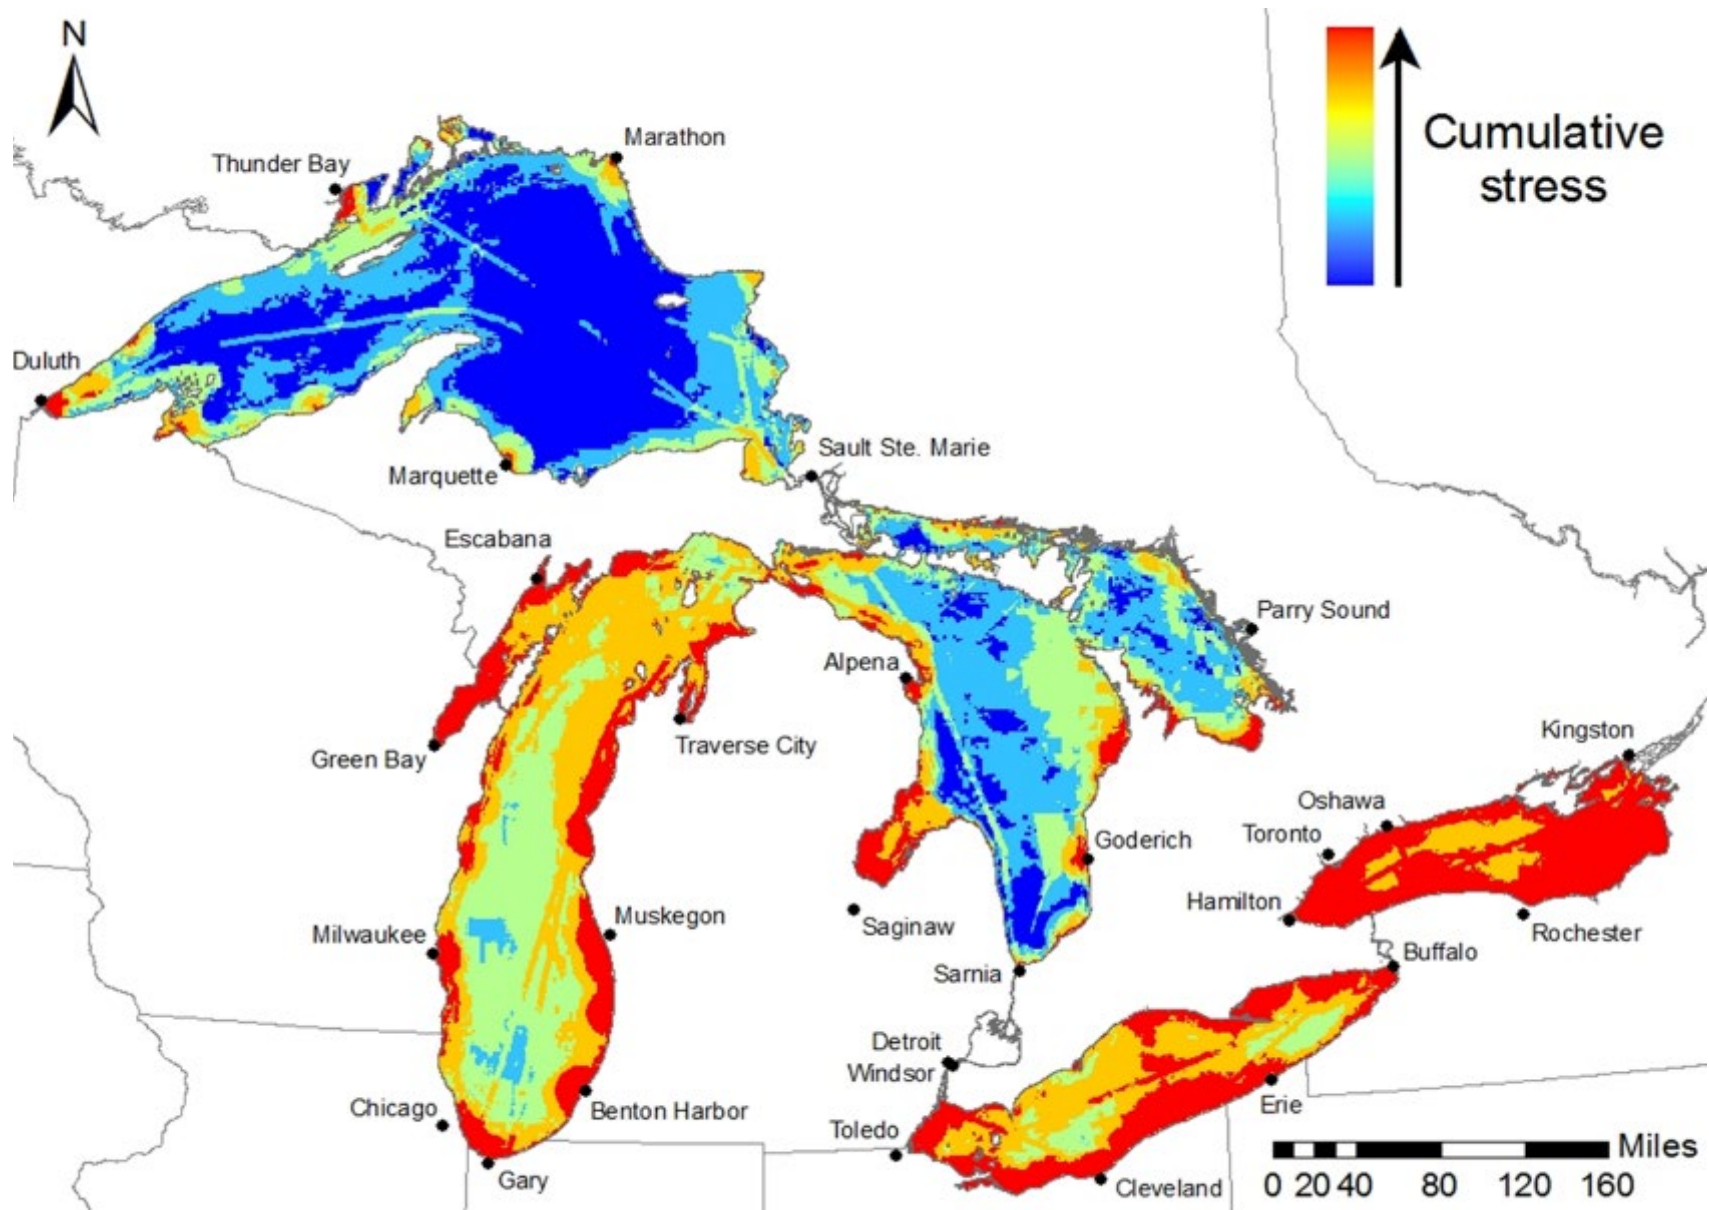 N
Cumulative
stress
Marathon
Thunder Bay
Duluth
Sault Ste. Marie
Marquette
Escabana
Parry Sound
Alpena
Kingston
Green Bay
Traverse City
Oshawa
Toronto
Goderich
Hamilton
Muskegon
Saginaw
Rochester
Milwaukee
Buffalo
Sarnia
Detroit
Windsor
Chicago
Benton Harbor
Erie
Toledo
Miles
Gary
Cleveland
0 20 40 80 120 160